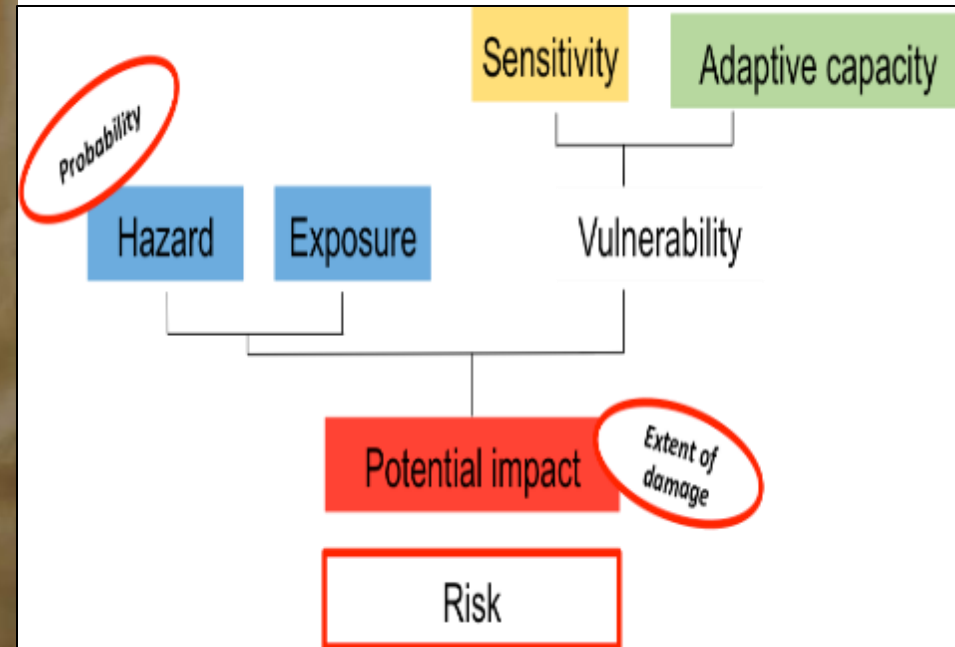 Sensitivity
Adaptive capacity
Probability
Hazard
Exposure
Vulnerability
Potential impact
Extent of
damage
Risk